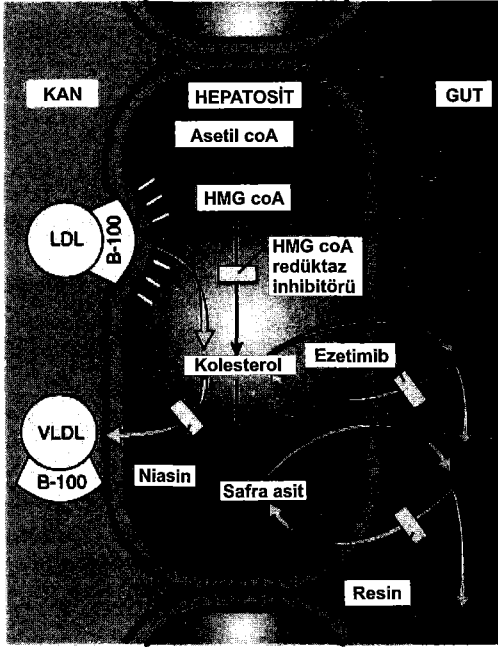 KAN
HEPATOSİT
GUT
Asetil coA
HMG coA
LDL
B-100
HMG coA
redüktaz
inhibitörü
Kolesterol
Ezetimib
VLDL
B-100
Niasin
Safra asit
Resin